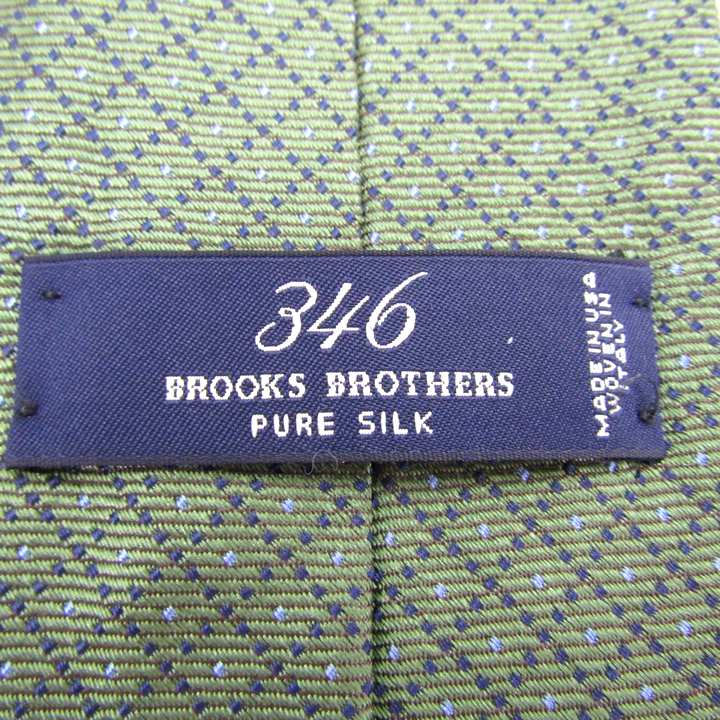 346
BROOKS BROTHERS
PURE SILK
MADE IN USA
WOVEN IN
ITALY